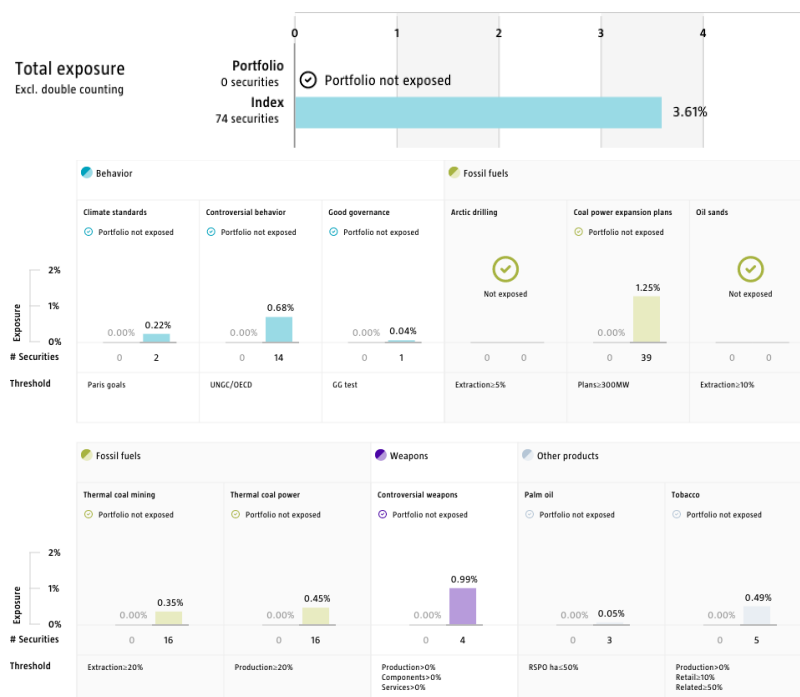 0 1 2 3 4
Total exposure
Excl. double counting
Portfolio
0 securities
Portfolio not exposed
Index
74 securities
3.61%
Behavior
Fossil fuels
Climate standards
Controversial behavior
Good governance
Arctic drilling
Coal power expansion plans
Oil sands
Portfolio not exposed
Portfolio not exposed
Portfolio not exposed
Portfolio not exposed
Not exposed
Not exposed
Exposure
2%
1%
0%
0.00% 0.22%
0.00% 0.68%
0.00% 0.04%
0.00% 1.25%
# Securities
0 2
0 14
0 1
0 0
0 39
0 0
Threshold
Paris goals
UNGC/OECD
GG test
Extraction≥5%
Plans≥300MW
Extraction≥10%
Fossil fuels
Weapons
Other products
Thermal coal mining
Thermal coal power
Controversial weapons
Palm oil
Tobacco
Portfolio not exposed
Portfolio not exposed
Portfolio not exposed
Portfolio not exposed
Portfolio not exposed
Exposure
2%
1%
0%
0.00% 0.35%
0.00% 0.45%
0.00% 0.99%
0.00% 0.05%
0.00% 0.49%
# Securities
0 16
0 16
0 4
0 3
0 5
Threshold
Extraction≥20%
Production≥20%
Production>0%
Components>0%
Services>0%
RSPO ha≤50%
Production>0%
Retail≥10%
Related≥50%